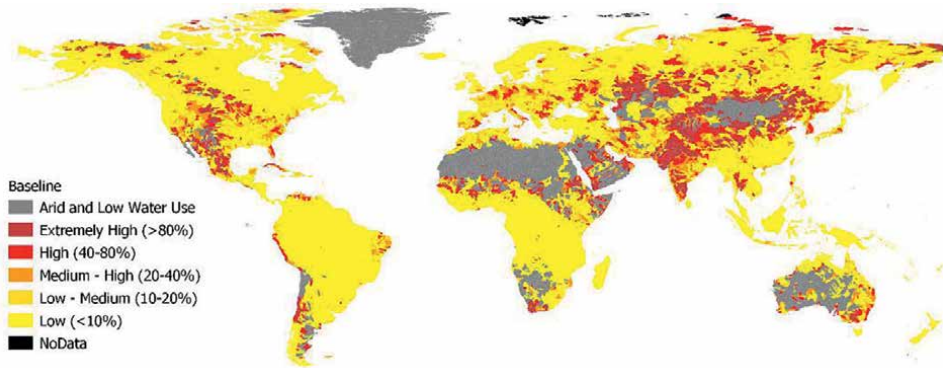 Baseline
Arid and Low Water Use
Extremely High (>80%)
High (40-80%)
Medium - High (20-40%)
Low - Medium (10-20%)
Low (<10%)
NoData